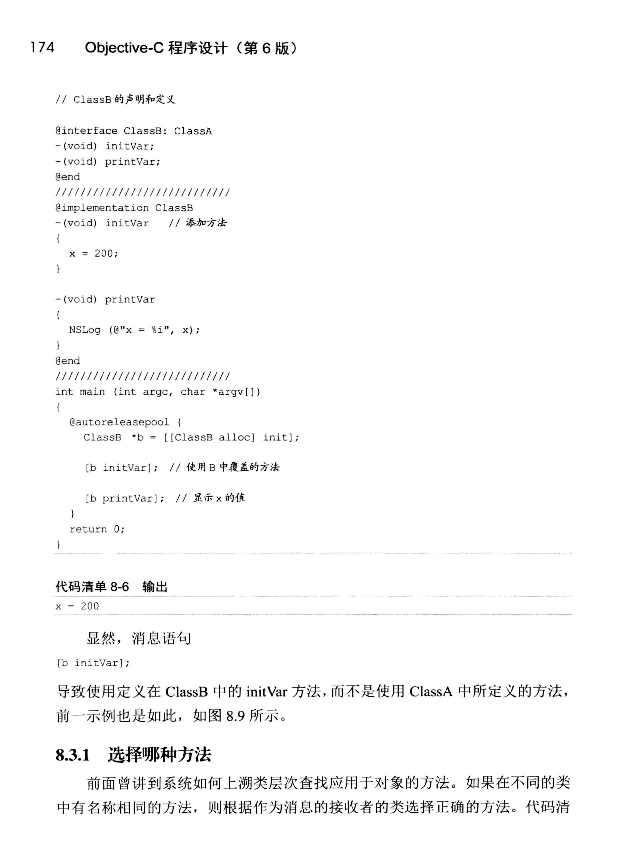 174 Objective-C 程序设计（第 6 版）
// ClassB 的声明和定义
@interface ClassB: ClassA
-(void) initVar;
-(void) printVar;
@end
////////////////////////////
@implementation ClassB
-(void) initVar // 添加方法
{
x = 200;
}
-(void) printVar
{
NSLog (@"x = %i", x);
}
@end
////////////////////////////
int main (int argc, char *argv[])
{
@autoreleasepool {
ClassB *b = [[ClassB alloc] init];
[b initVar]; // 使用 B 中覆盖的方法
[b printVar]; // 显示 x 的值
}
return 0;
}
代码清单 8-6 输出
x = 200
显然，消息语句
[b initVar];
导致使用定义在 ClassB 中的 initVar 方法，而不是使用 ClassA 中所定义的方法，
前一示例也是如此，如图 8.9 所示。
8.3.1 选择哪种方法
前面曾讲到系统如何上溯类层次查找应用于对象的方法。如果在不同的类
中有名称相同的方法，则根据作为消息的接收者的类选择正确的方法。代码清